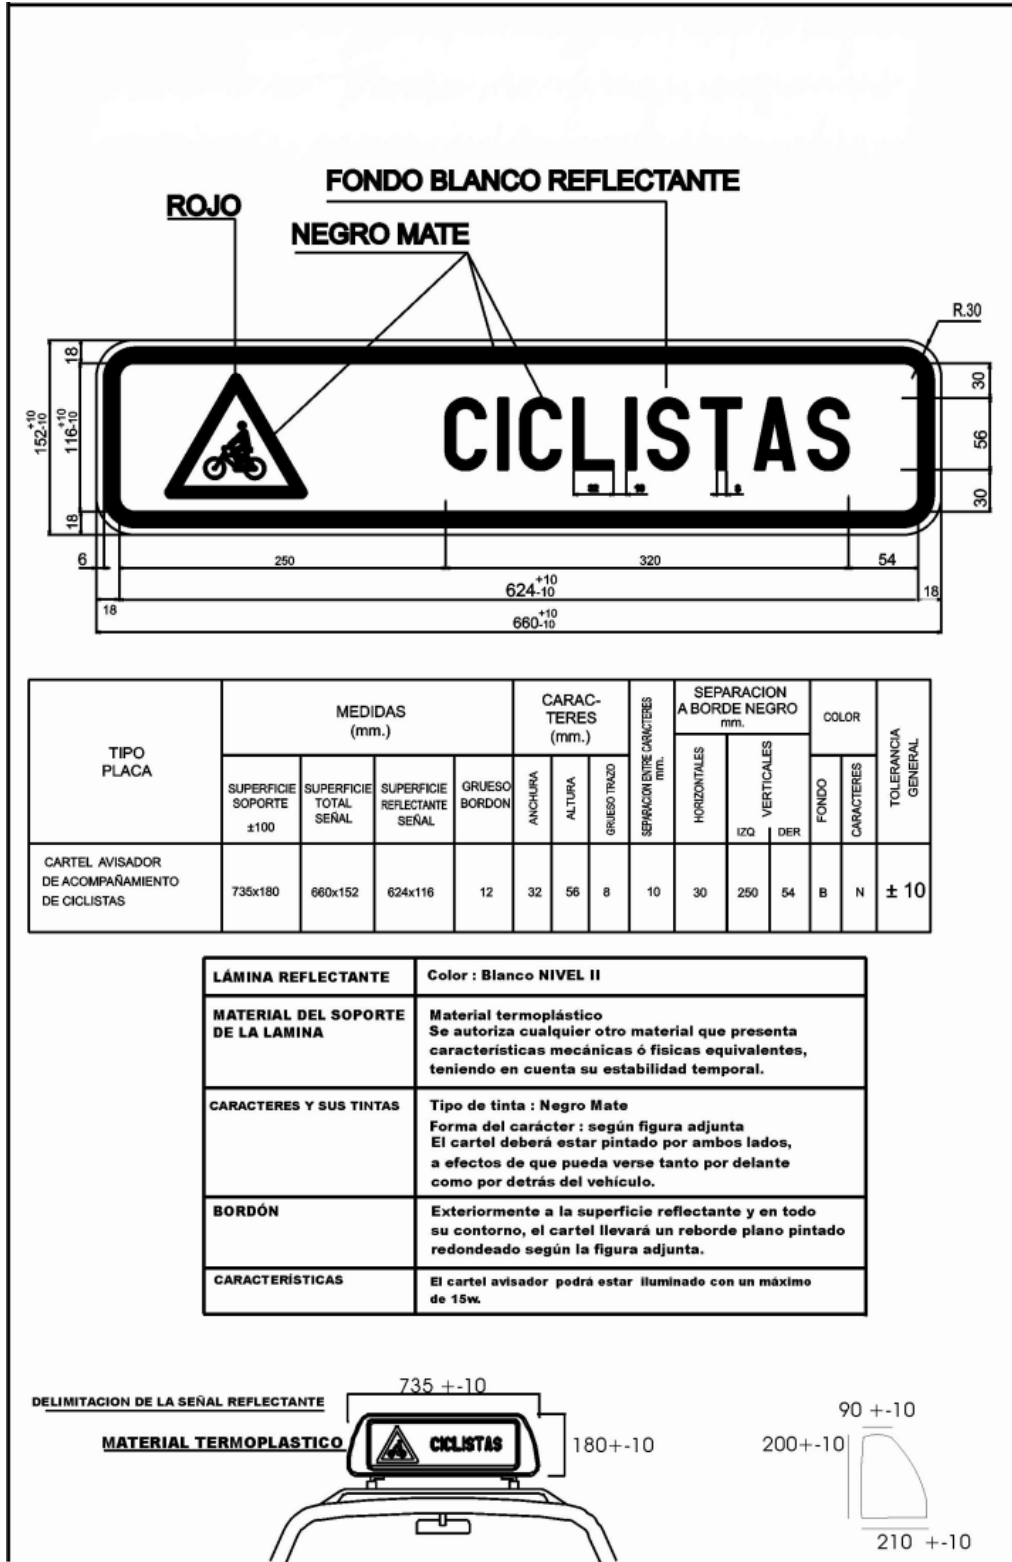 FONDO BLANCO REFLECTANTE
ROJO
NEGRO MATE
R.30
18
30
152+10-10
116+10-10
CICLISTAS
56
32
10
8
18
30
6
250
320
54
624+10-10
18
18
660+10-10
TIPO
PLACA
MEDIDAS
(mm.)
SUPERFICIE
SOPORTE
±100
SUPERFICIE
TOTAL
SEÑAL
SUPERFICIE
REFLECTANTE
SEÑAL
GRUESO
BORDON
CARAC-
TERES
(mm.)
ANCHURA
ALTURA
GRUESO TRAZO
SEPARACION ENTRE CARACTERES
mm.
SEPARACION
A BORDE NEGRO
mm.
HORIZONTALES
VERTICALES
IZQ
DER
COLOR
FONDO
CARACTERES
TOLERANCIA
GENERAL
CARTEL AVISADOR
DE ACOMPAÑAMIENTO
DE CICLISTAS
735x180 660x152 624x116 12 32 56 8 10 30 250 54 B N ± 10
LÁMINA REFLECTANTE
Color : Blanco NIVEL II
MATERIAL DEL SOPORTE
DE LA LAMINA
Material termoplástico
Se autoriza cualquier otro material que presenta
características mecánicas ó fisicas equivalentes,
teniendo en cuenta su estabilidad temporal.
CARACTERES Y SUS TINTAS
Tipo de tinta : Negro Mate
Forma del carácter : según figura adjunta
El cartel deberá estar pintado por ambos lados,
a efectos de que pueda verse tanto por delante
como por detrás del vehículo.
BORDÓN
Exteriormente a la superficie reflectante y en todo
su contorno, el cartel llevará un reborde plano pintado
redondeado según la figura adjunta.
CARACTERÍSTICAS
El cartel avisador podrá estar iluminado con un máximo
de 15w.
735 +-10
DELIMITACION DE LA SEÑAL REFLECTANTE
MATERIAL TERMOPLASTICO
CICLISTAS
180+-10
90 +-10
200+-10
210 +-10